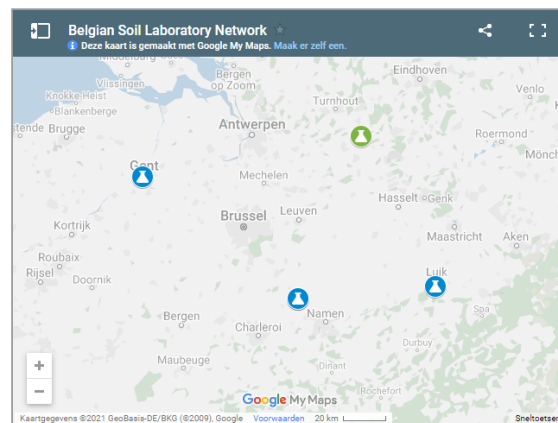 Belgian Soil Laboratory Network
Deze kaart is gemaakt met Google My Maps. Maak er zelf een.
Middelburg
Vlissingen
Bergen
op Zoom
Eindhoven
Venlo
Knokke-Heist
Blankenberge
Turnhout
Brugge
Antwerpen
Roermond
Gent
Mechelen
Mönch
Hasselt
Genk
Brussel
Leuven
Kortrijk
Maastricht
Aken
Roubaix
Rijsel
Doornik
Luik
Spa
Bergen
Namen
Charleroi
Durbuy
Maubeuge
Dinant
Rochefort
+
−
Google My Maps
Kaartgegevens ©2021 GeoBasis-DE/BKG (©2009), Google Voorwaarden 20 km Sneltoetsen